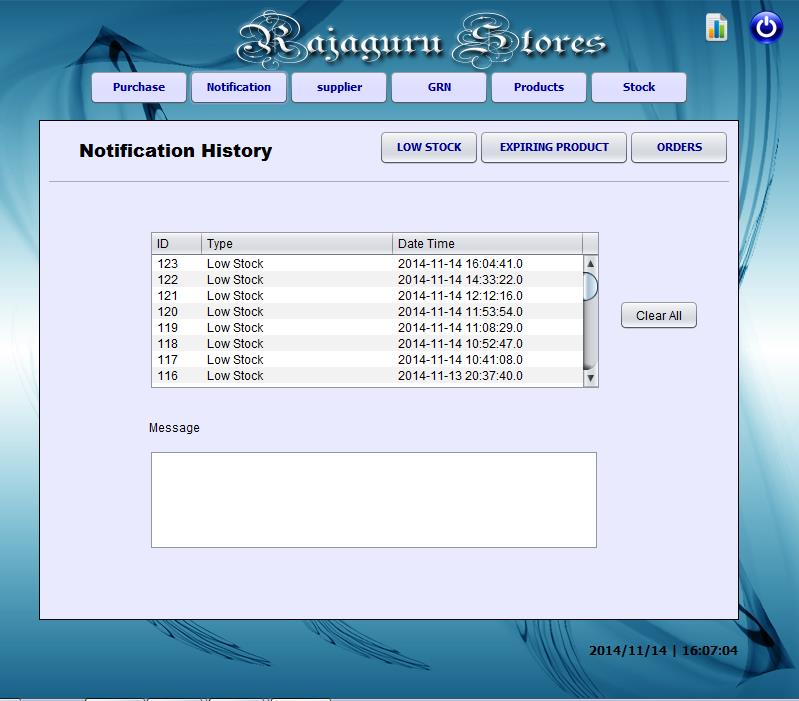 Rajaguru Stores
Purchase Notification supplier GRN Products Stock
Notification History LOW STOCK EXPIRING PRODUCT ORDERS
ID Type Date Time
123 Low Stock 2014-11-14 16:04:41.0
122 Low Stock 2014-11-14 14:33:22.0
121 Low Stock 2014-11-14 12:12:16.0
120 Low Stock 2014-11-14 11:53:54.0
119 Low Stock 2014-11-14 11:08:29.0
118 Low Stock 2014-11-14 10:52:47.0
117 Low Stock 2014-11-14 10:41:08.0
116 Low Stock 2014-11-13 20:37:40.0
Clear All
Message
2014/11/14 | 16:07:04